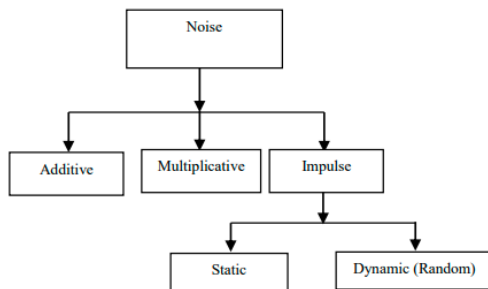 Noise
Additive
Multiplicative
Impulse
Static
Dynamic (Random)